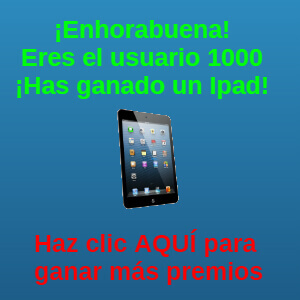 ¡Enhorabuena!
Eres el usuario 1000
¡Has ganado un Ipad!
Haz clic AQUÍ para
ganar más premios